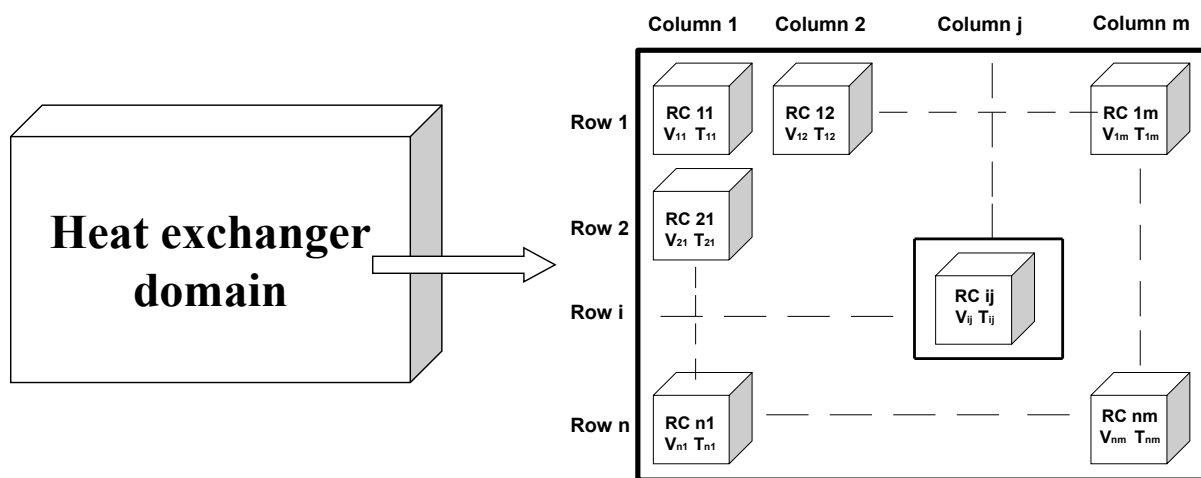 Column 1 Column 2 Column j Column m
Heat exchanger
domain
Row 1
RC 11
V11 T11
RC 12
V12 T12
RC 1m
V1m T1m
Row 2
RC 21
V21 T21
Row i
RC ij
Vij Tij
Row n
RC n1
Vn1 Tn1
RC nm
Vnm Tnm